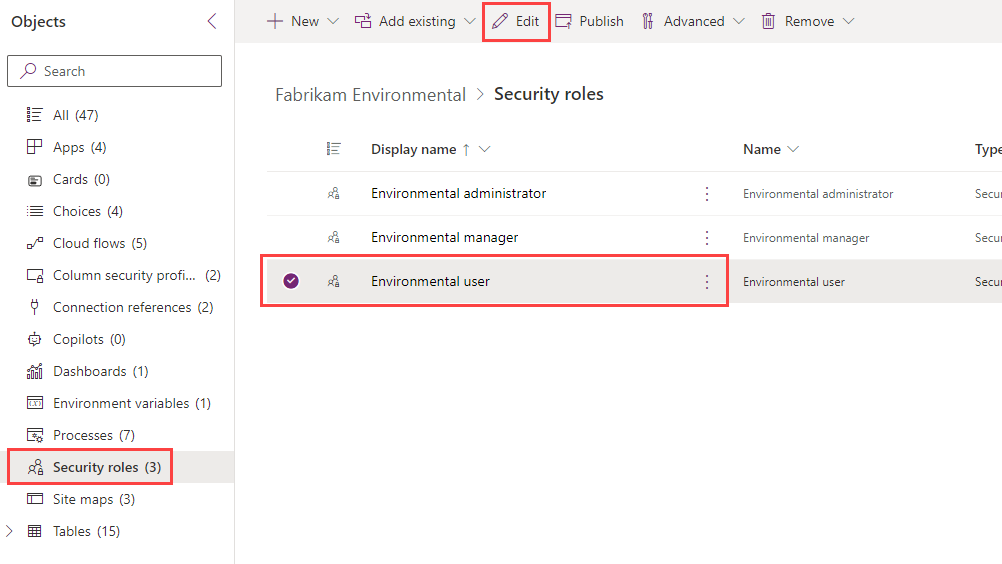 Objects
New
Add existing
Edit
Publish
Advanced
Remove
Search
All (47)
Apps (4)
Cards (0)
Choices (4)
Cloud flows (5)
Column security profi... (2)
Connection references (2)
Copilots (0)
Dashboards (1)
Environment variables (1)
Processes (7)
Security roles (3)
Site maps (3)
Tables (15)
Fabrikam Environmental > Security roles
Display name ↑ Name Type
Environmental administrator Environmental administrator Secur
Environmental manager Environmental manager Secur
Environmental user Environmental user Secur